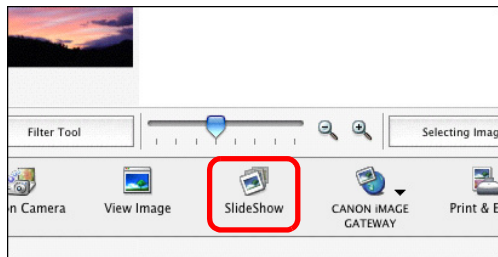 Filter Tool
Selecting Imag
n Camera
View Image
SlideShow
CANON iMAGE
GATEWAY
Print & E